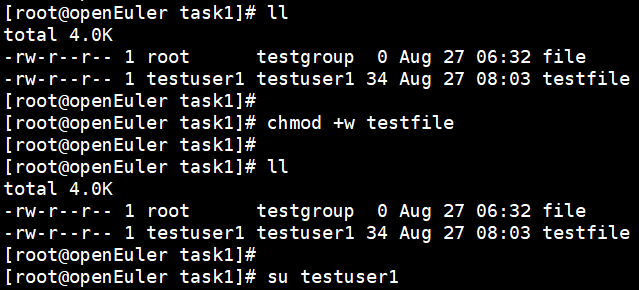 [root@openEuler task1]# ll
total 4.0K
-rw-r--r-- 1 root      testgroup  0 Aug 27 06:32 file
-rw-r--r-- 1 testuser1 testuser1 34 Aug 27 08:03 testfile
[root@openEuler task1]#
[root@openEuler task1]# chmod +w testfile
[root@openEuler task1]#
[root@openEuler task1]# ll
total 4.0K
-rw-r--r-- 1 root      testgroup  0 Aug 27 06:32 file
-rw-r--r-- 1 testuser1 testuser1 34 Aug 27 08:03 testfile
[root@openEuler task1]#
[root@openEuler task1]# su testuser1